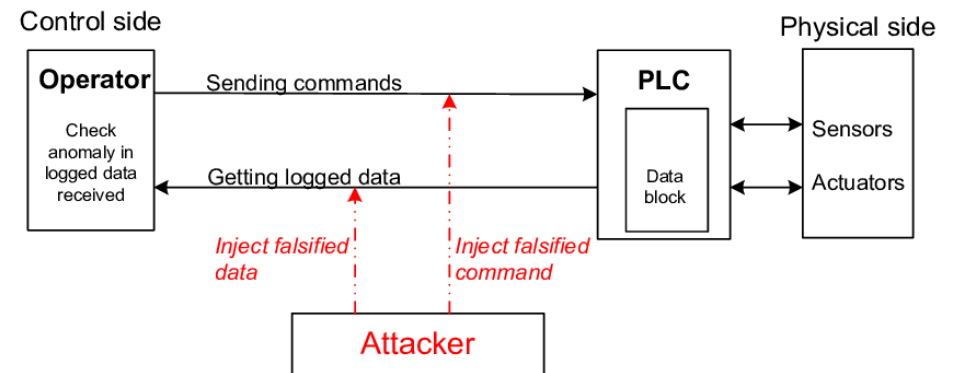 Control side
Physical side
Operator
Sending commands
PLC
Check
anomaly in
logged data
received
Sensors
Getting logged data
Data
block
Actuators
Inject falsified
data
Inject falsified
command
Attacker